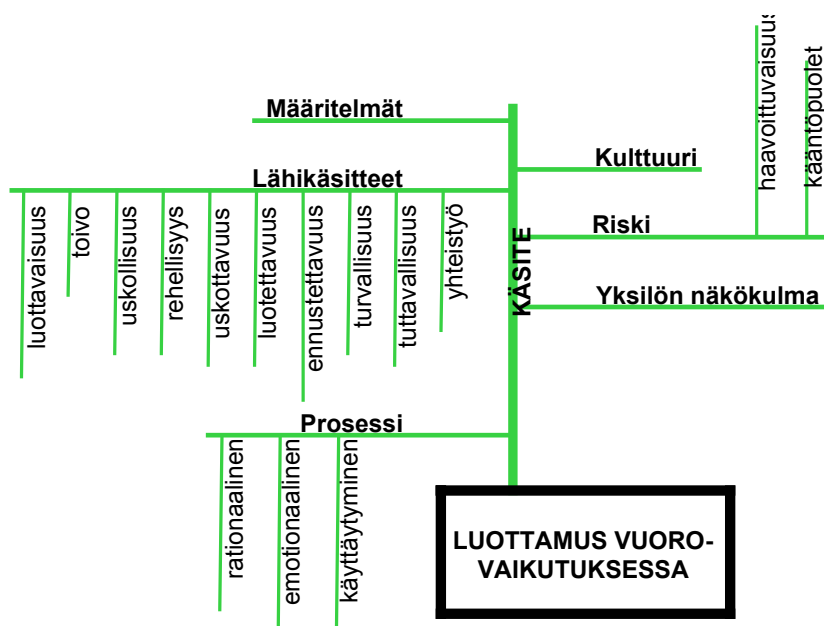 Määritelmät
Lähikäsitteet
luottavaisuus
toivo
uskollisuus
rehellisyys
uskottavuus
luotettavuus
ennustettavuus
turvallisuus
tuttavallisuus
yhteistyö
Prosessi
rationaalinen
emotionaalinen
käyttäytyminen
KÄSITE
Kulttuuri
Riski
haavoittuvaisuus
kääntöpuolet
Yksilön näkökulma
LUOTTAMUS VUORO-
VAIKUTUKSESSA